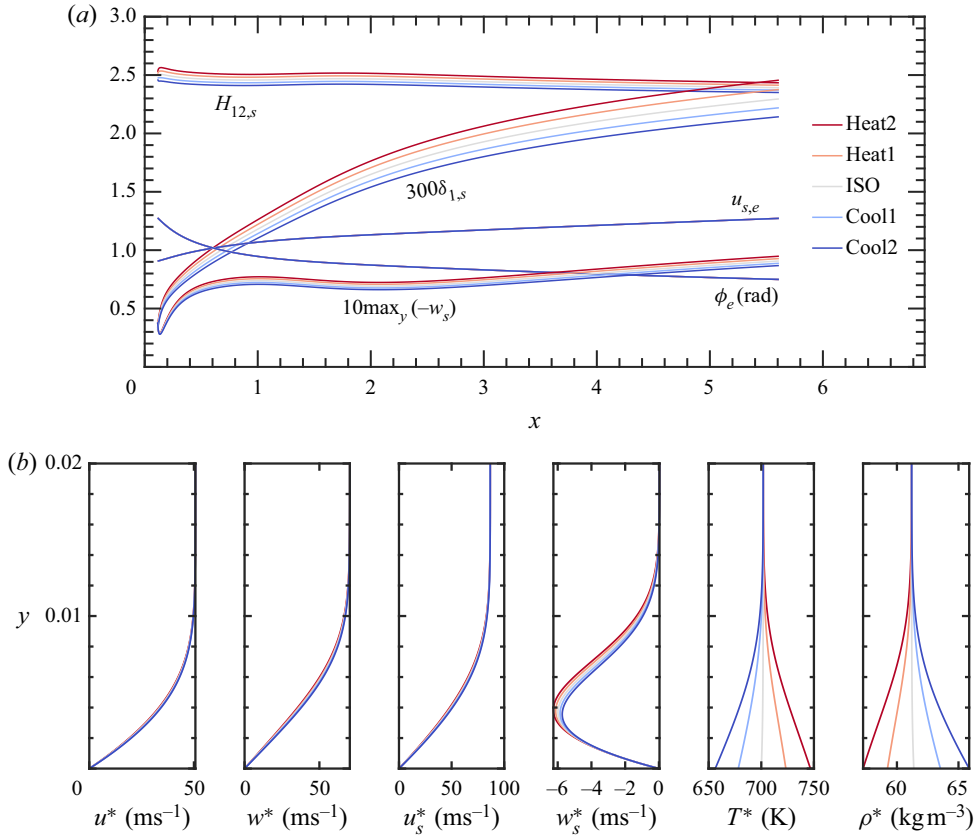 (a)
3.0
2.5
2.0
1.5
1.0
0.5
0 1 2 3 4 5 6
x
H12,s
300δ1,s
us,e
10maxy (−ws)
ϕe (rad)
Heat2
Heat1
ISO
Cool1
Cool2
(b)
0.02
0.01
y
0 50
u* (ms−1)
0 50
w* (ms−1)
0 50 100
us* (ms−1)
−6 −4 −2 0
ws* (ms−1)
650 700 750
T* (K)
60 65
ρ* (kg m−3)